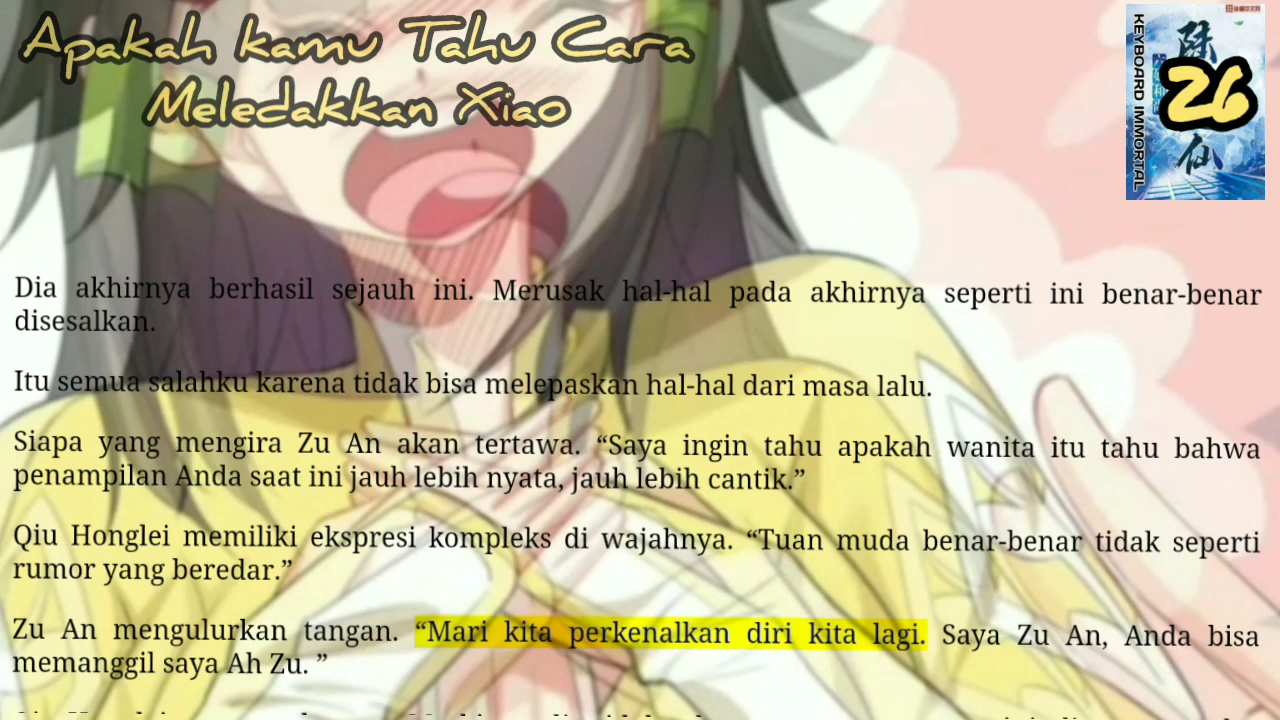 Apakah kamu Tahu Cara
Meledakkan Xiao
KEYBOARD IMMORTAL
陆
26
仙
Dia akhirnya berhasil sejauh ini. Merusak hal-hal pada akhirnya seperti ini benar-benar
disesalkan.
Itu semua salahku karena tidak bisa melepaskan hal-hal dari masa lalu.
Siapa yang mengira Zu An akan tertawa. “Saya ingin tahu apakah wanita itu tahu bahwa
penampilan Anda saat ini jauh lebih nyata, jauh lebih cantik.”
Qiu Honglei memiliki ekspresi kompleks di wajahnya. “Tuan muda benar-benar tidak seperti
rumor yang beredar.”
Zu An mengulurkan tangan. “Mari kita perkenalkan diri kita lagi. Saya Zu An, Anda bisa
memanggil saya Ah Zu. ”